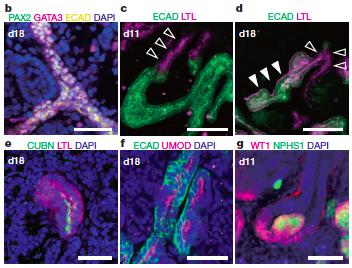 b PAX2 GATA3 ECAD DAPI
d18
c ECAD LTL
d11
d ECAD LTL
d18
e CUBN LTL DAPI
d18
f ECAD UMOD DAPI
d18
g WT1 NPHS1 DAPI
d11